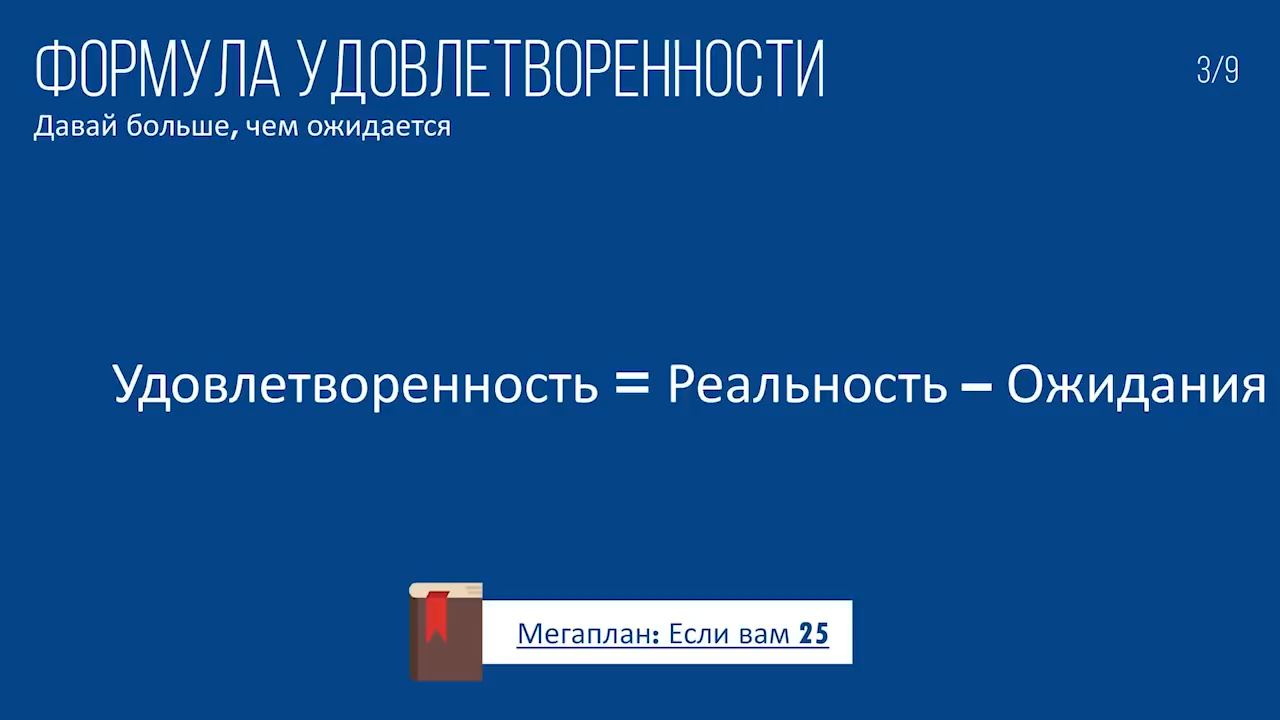 ФОРМУЛА УДОВЛЕТВОРЕННОСТИ
3/9
Давай больше, чем ожидается
Удовлетворенность = Реальность – Ожидания
Мегаплан: Если вам 25